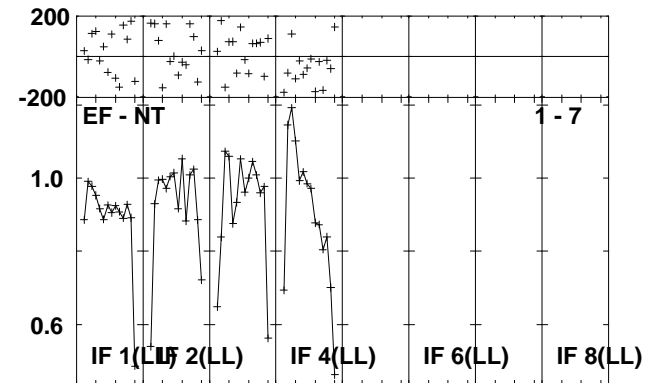 200
-200
EF - NT 1 - 7
1.0
0.6
IF 1(LL) IF 2(LL) IF 4(LL) IF 6(LL) IF 8(LL)